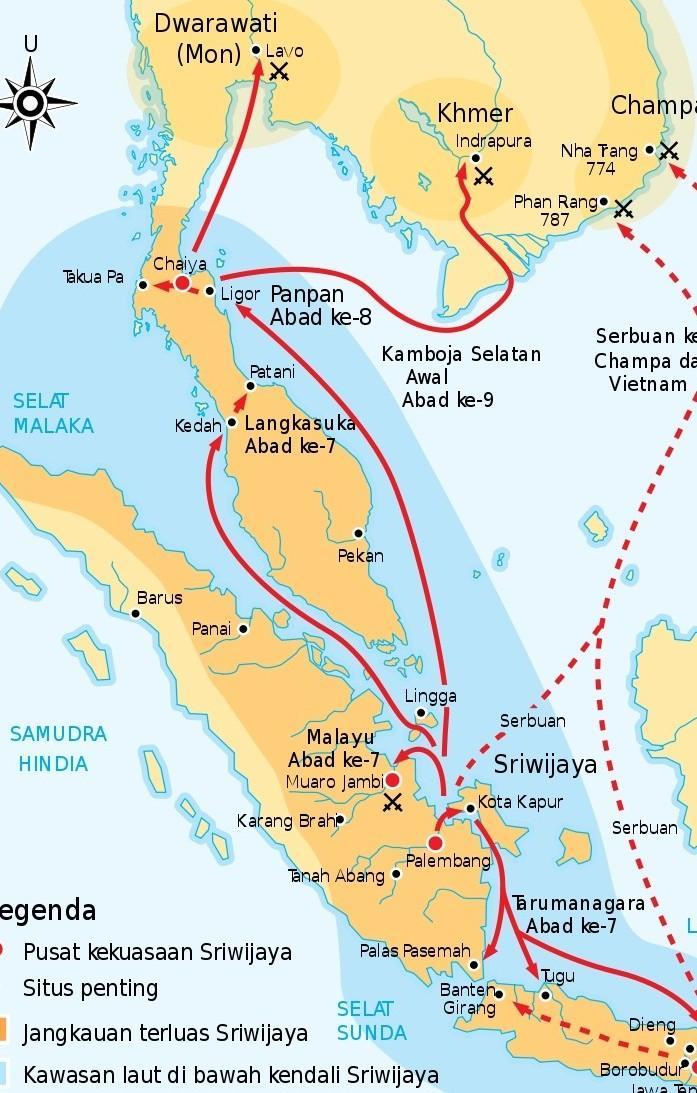 Dwarawati
(Mon)
Lavo
U
Khmer
Indrapura
Champa
Nha Trang
774
Phan Rang
787
Chaiya
Takua Pa
Ligor
Panpan
Abad ke-8
Kamboja Selatan
Awal
Abad ke-9
Serbuan ke
Champa da
Vietnam
Patani
SELAT
MALAKA
Kedah
Langkasuka
Abad ke-7
Pekan
Barus
Panai
Lingga
Serbuan
SAMUDRA
HINDIA
Malayu
Abad ke-7
Muaro Jambi
Sriwijaya
Kota Kapur
Karang Brahi
Serbuan
Palembang
Tanah Abang
Tarumanagara
Abad ke-7
L
Palas Pasemah
Tugu
Banten
Girang
SELAT
SUNDA
Dieng
Borobudur
Jawa Ten
egenda
Pusat kekuasaan Sriwijaya
Situs penting
Jangkauan terluas Sriwijaya
Kawasan laut di bawah kendali Sriwijaya